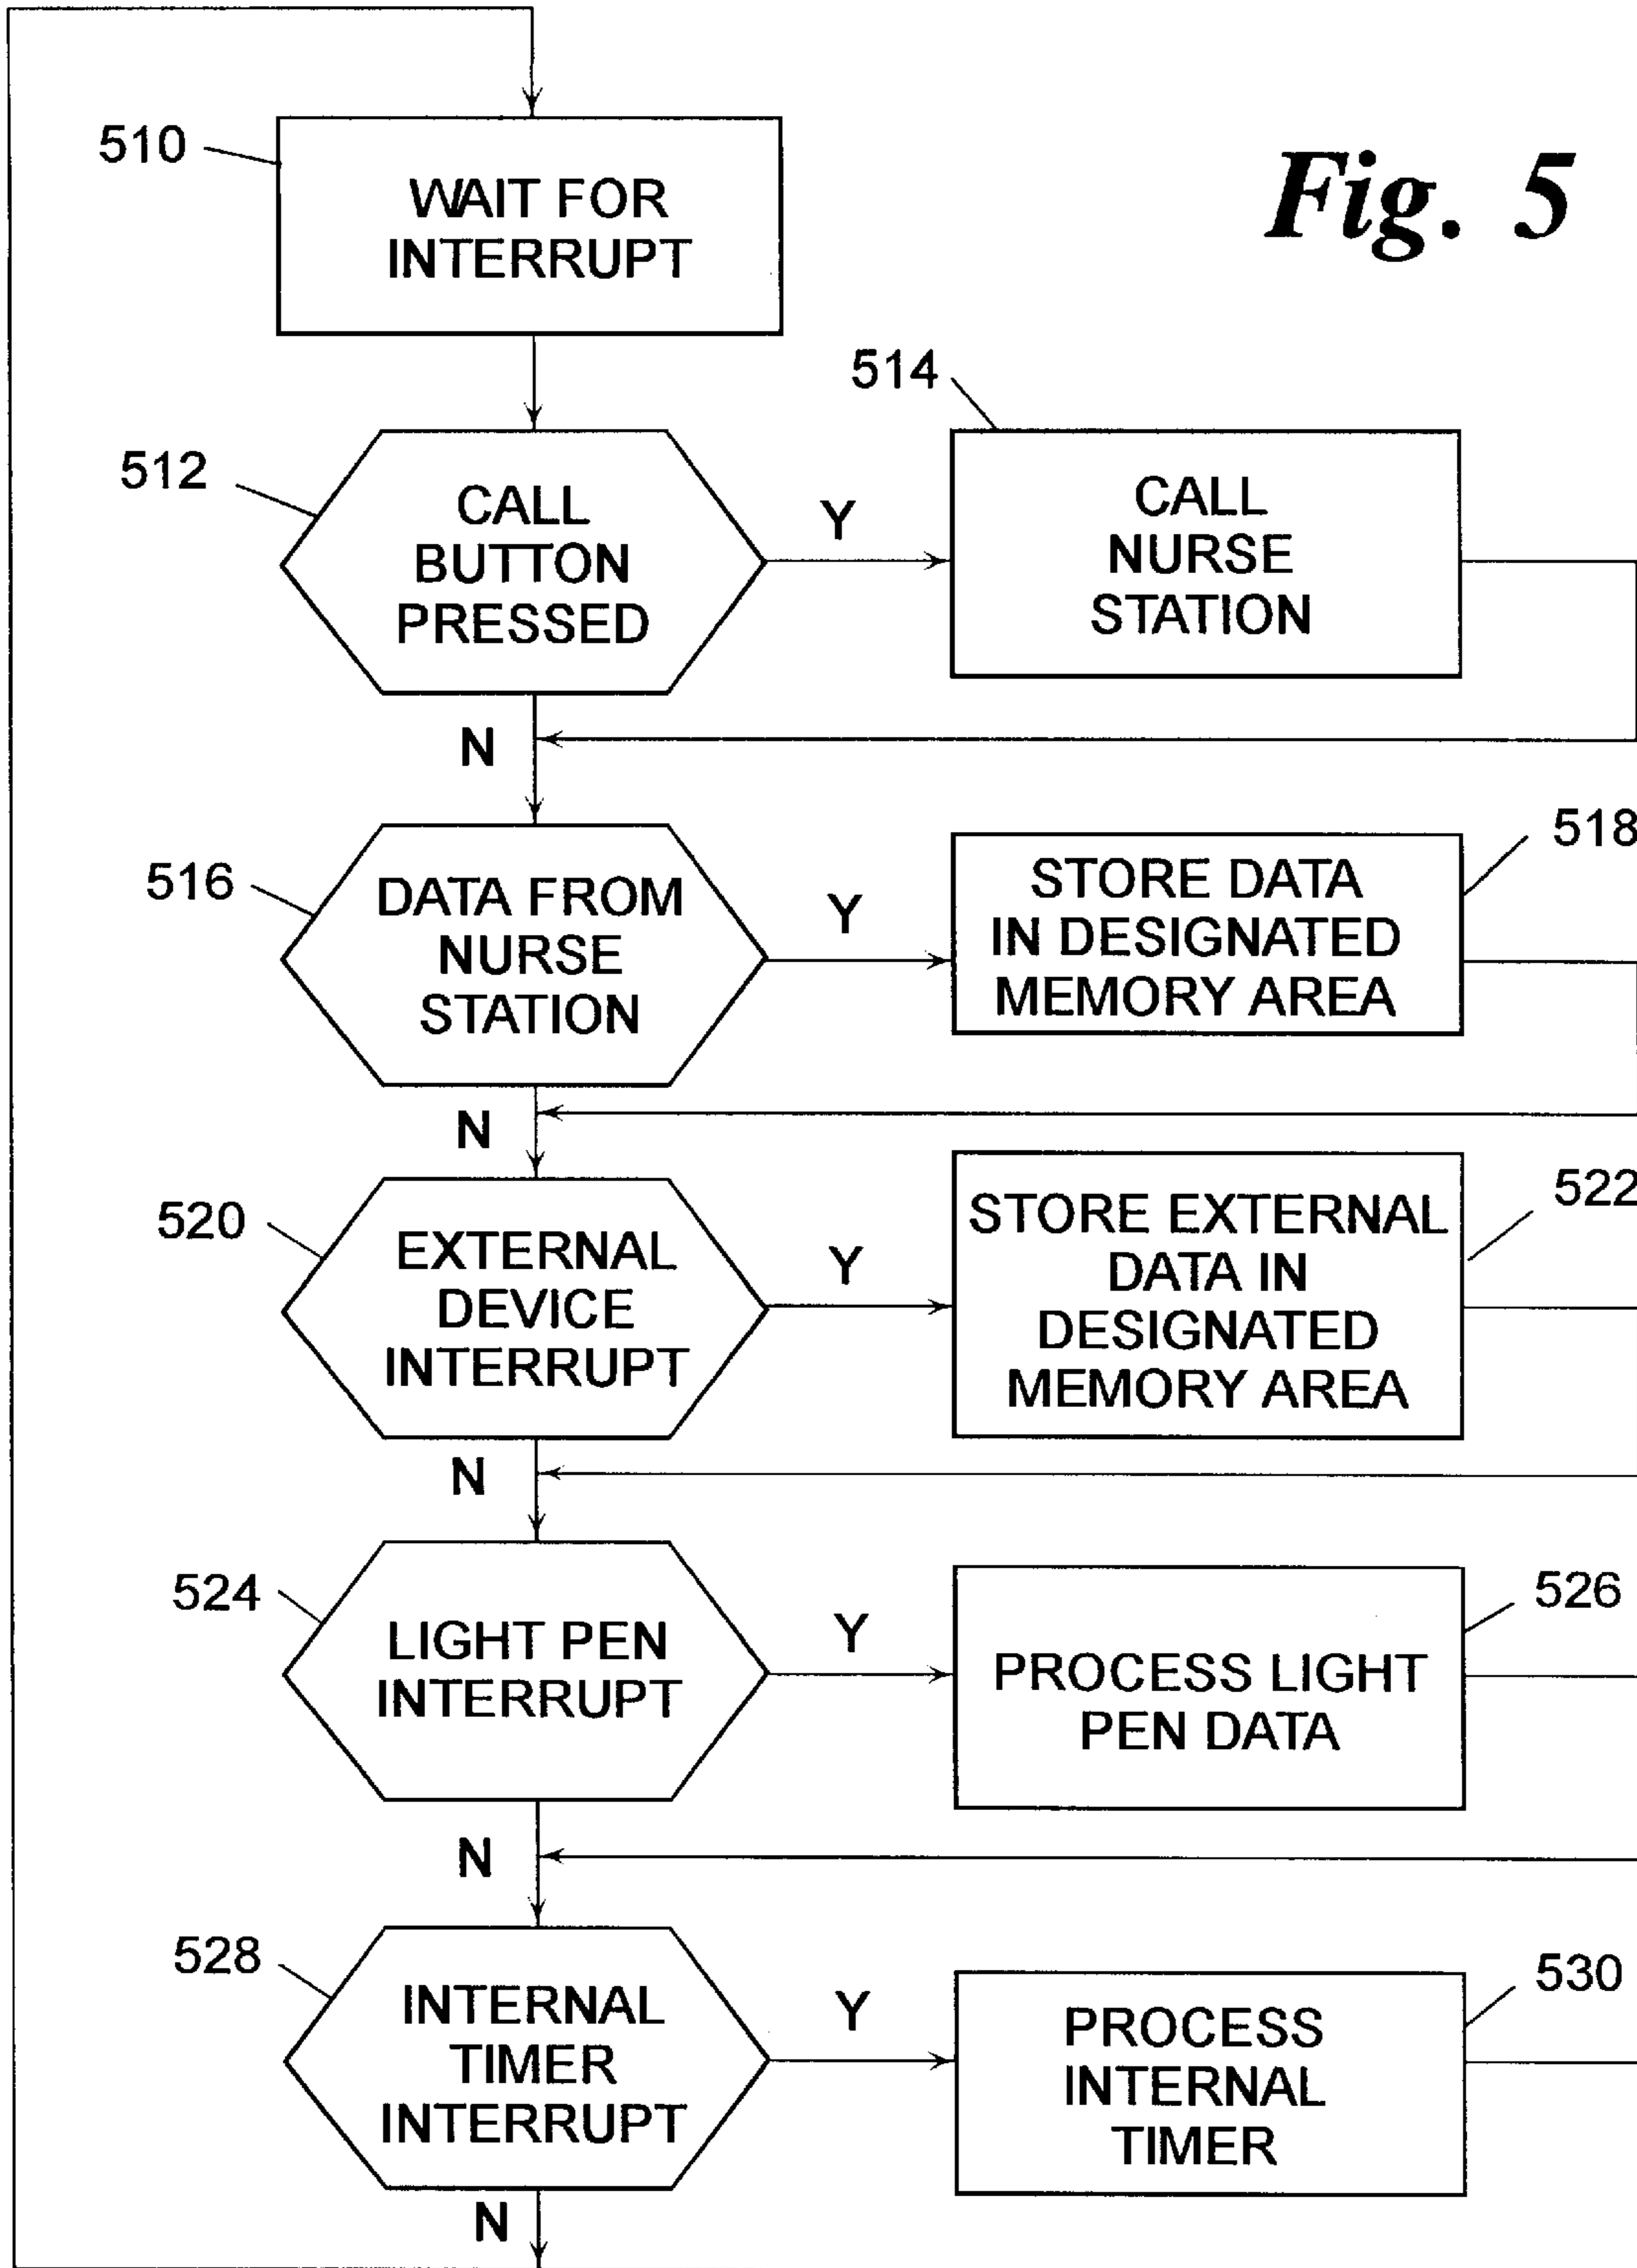 Fig. 5
510
WAIT FOR
INTERRUPT
512
CALL
BUTTON
PRESSED
Y
514
CALL
NURSE
STATION
N
516
DATA FROM
NURSE
STATION
Y
518
STORE DATA
IN DESIGNATED
MEMORY AREA
N
520
EXTERNAL
DEVICE
INTERRUPT
Y
522
STORE EXTERNAL
DATA IN
DESIGNATED
MEMORY AREA
N
524
LIGHT PEN
INTERRUPT
Y
526
PROCESS LIGHT
PEN DATA
N
528
INTERNAL
TIMER
INTERRUPT
Y
530
PROCESS
INTERNAL
TIMER
N